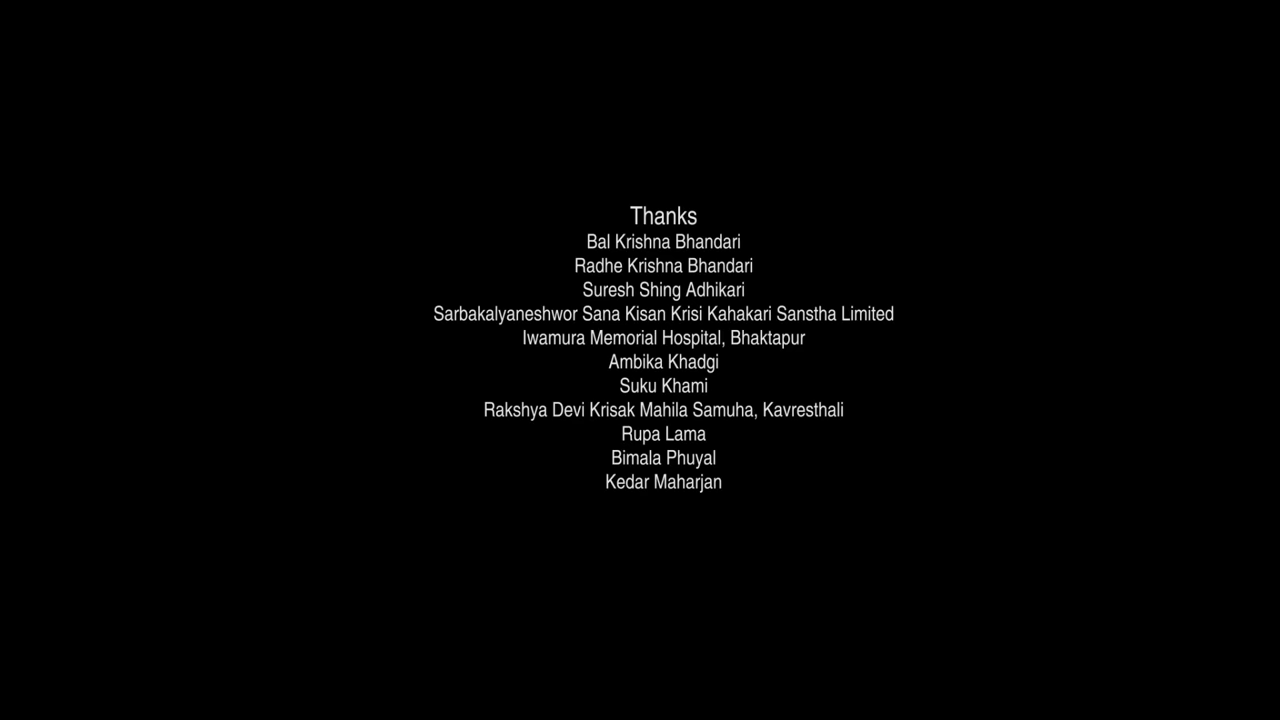 Thanks
Bal Krishna Bhandari
Radhe Krishna Bhandari
Suresh Shing Adhikari
Sarbakalyaneshwor Sana Kisan Krisi Kahakari Sanstha Limited
Iwamura Memorial Hospital, Bhaktapur
Ambika Khadgi
Suku Khami
Rakshya Devi Krisak Mahila Samuha, Kavresthali
Rupa Lama
Bimala Phuyal
Kedar Maharjan